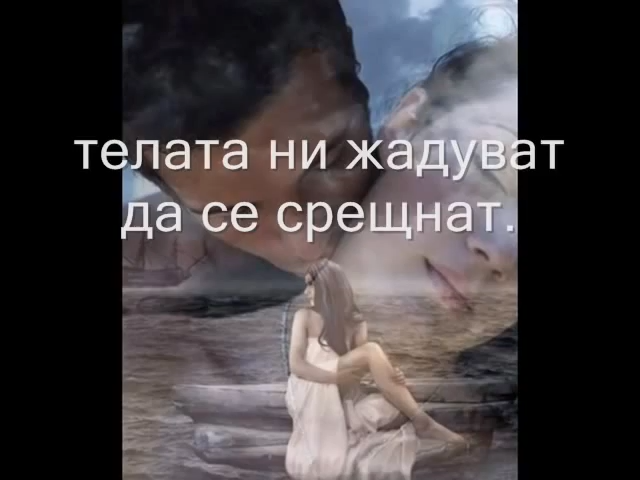 телата ни жадуват
да се срещнат.